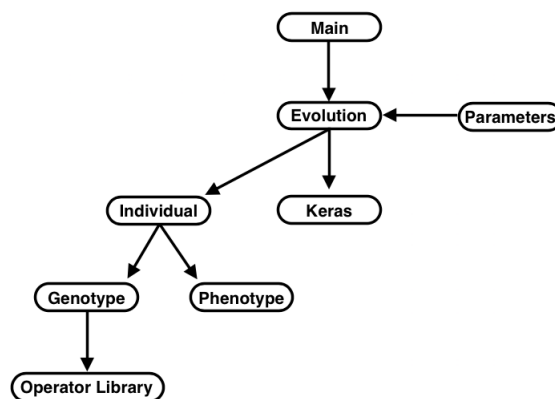 Main
Evolution
Parameters
Individual
Keras
Genotype
Phenotype
Operator Library